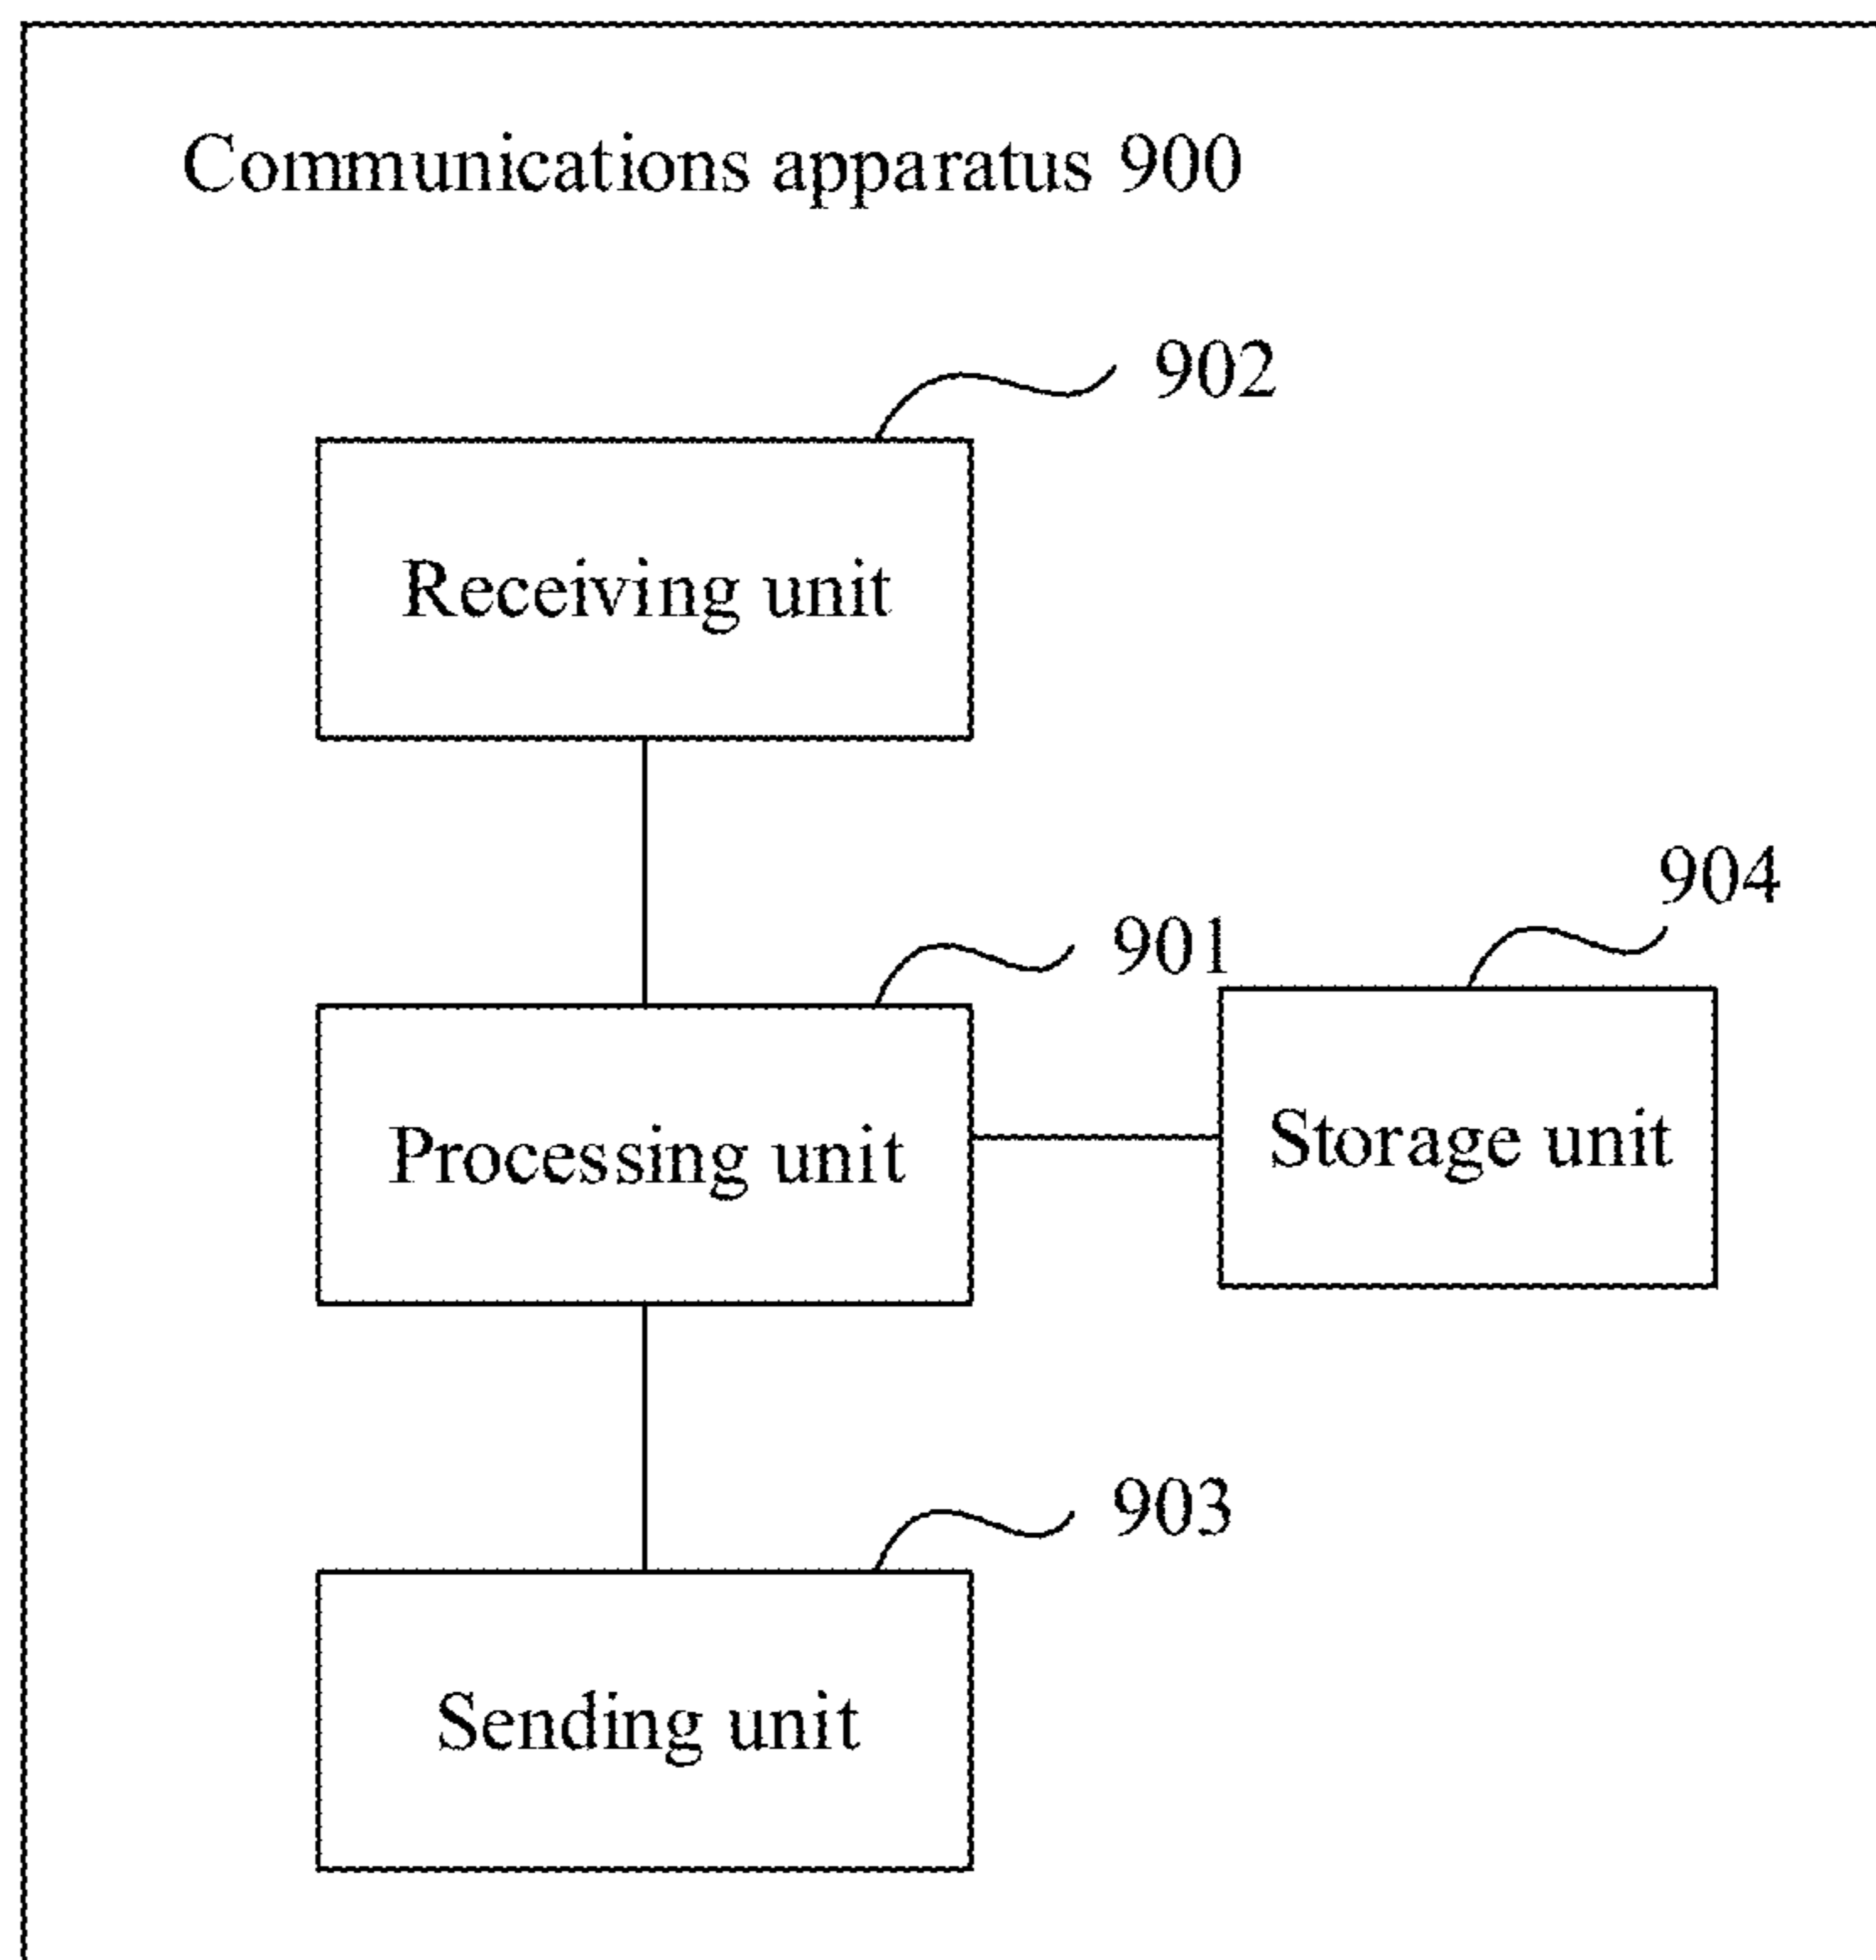 Communications apparatus 900
902
Receiving unit
904
901
Processing unit
Storage unit
903
Sending unit